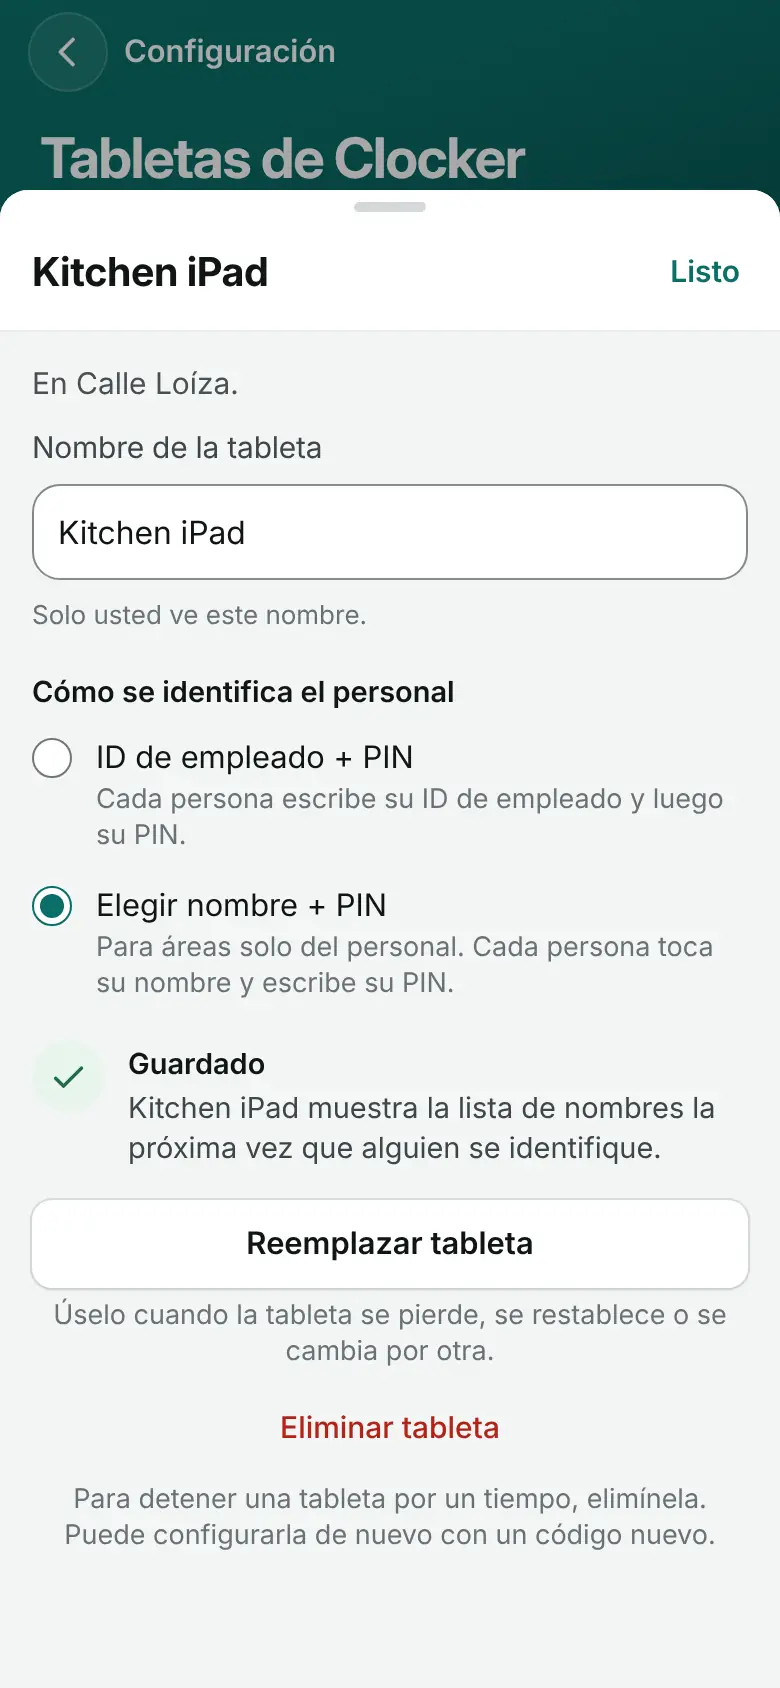 Configuración
Tabletas de Clocker
Kitchen iPad
Listo
En Calle Loíza.
Nombre de la tableta
Kitchen iPad
Solo usted ve este nombre.
Cómo se identifica el personal
ID de empleado + PIN
Cada persona escribe su ID de empleado y luego
su PIN.
Elegir nombre + PIN
Para áreas solo del personal. Cada persona toca
su nombre y escribe su PIN.
Guardado
Kitchen iPad muestra la lista de nombres la
próxima vez que alguien se identifique.
Reemplazar tableta
Úselo cuando la tableta se pierde, se restablece o se
cambia por otra.
Eliminar tableta
Para detener una tableta por un tiempo, elimínela.
Puede configurarla de nuevo con un código nuevo.